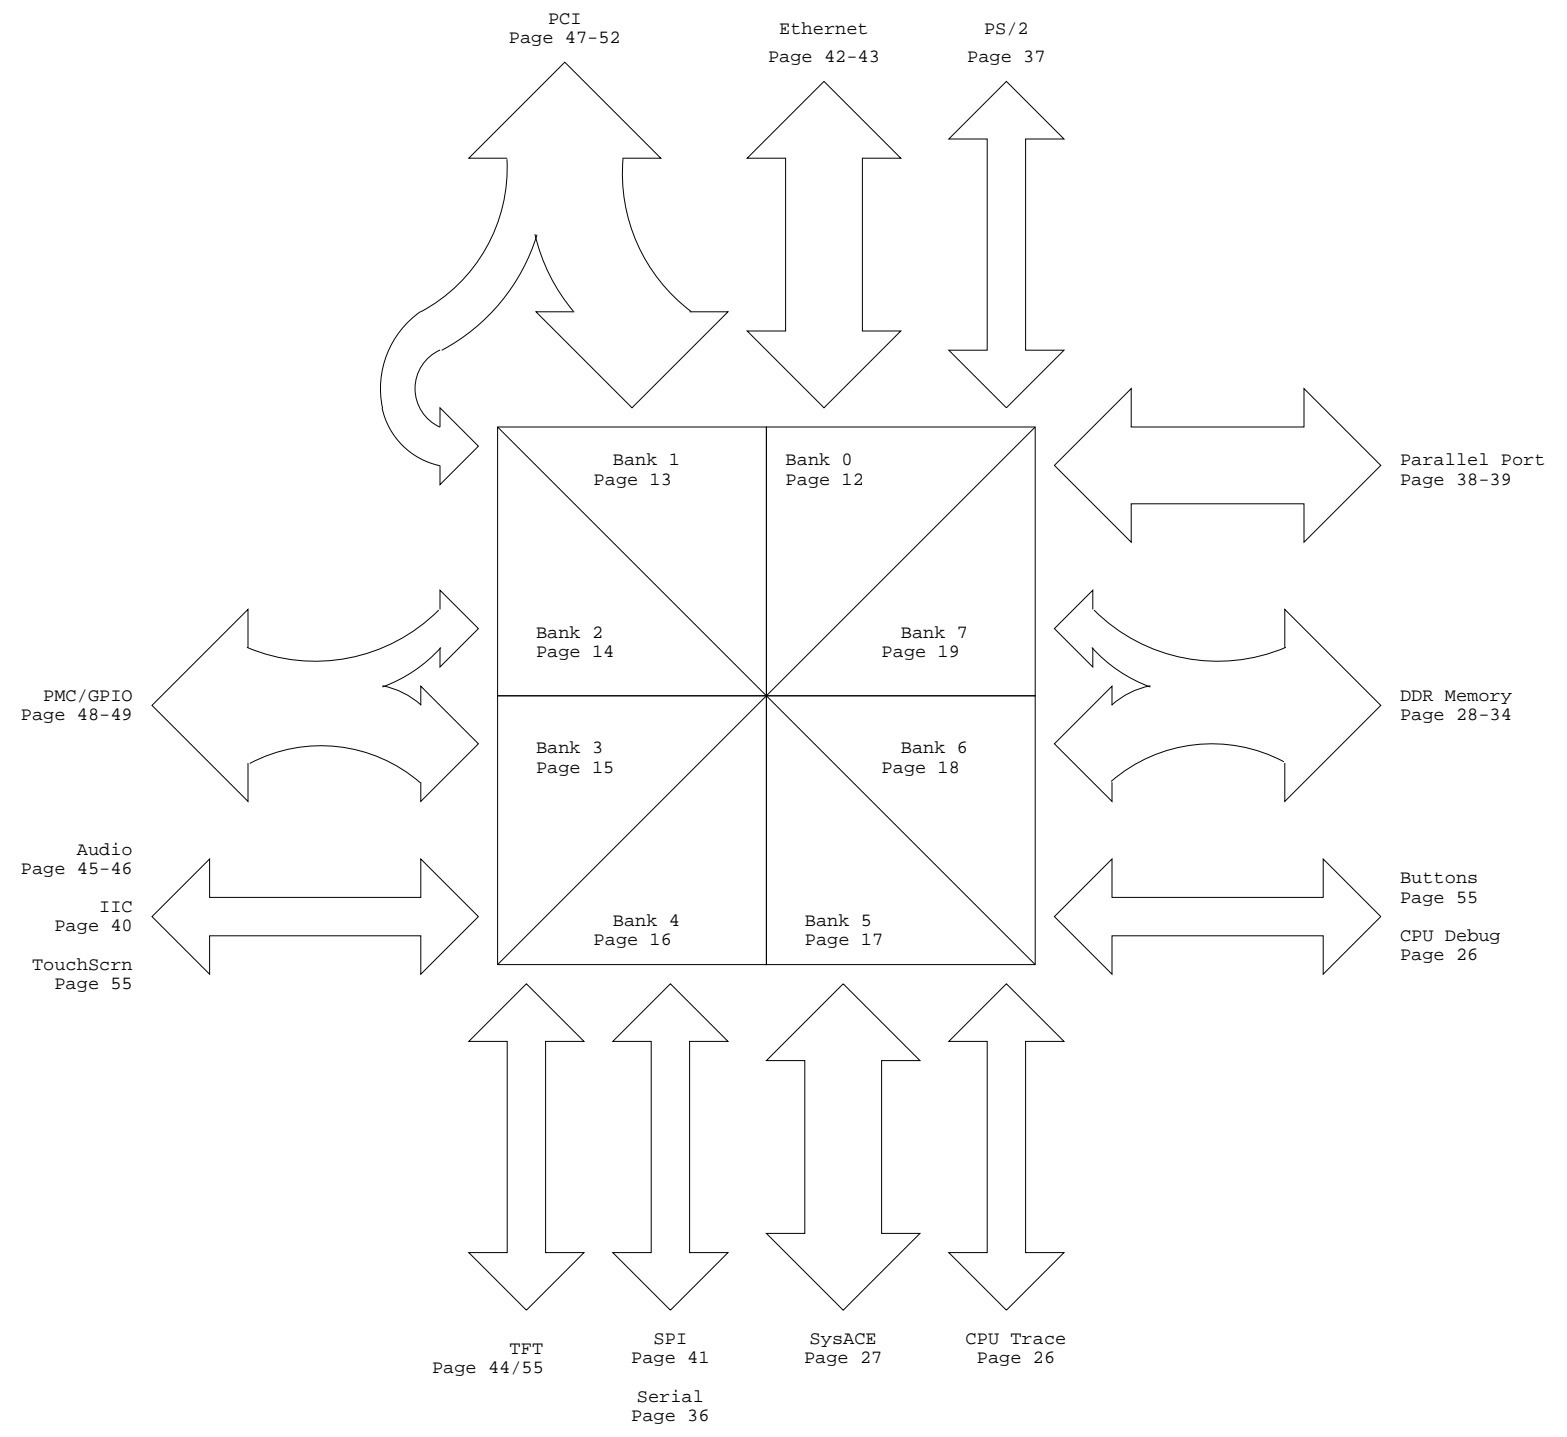 PCI
Page 47-52
Ethernet
Page 42-43
PS/2
Page 37
Bank 1
Page 13
Bank 0
Page 12
Parallel Port
Page 38-39
Bank 2
Page 14
Bank 7
Page 19
PMC/GPIO
Page 48-49
DDR Memory
Page 28-34
Bank 3
Page 15
Bank 6
Page 18
Audio
Page 45-46
IIC
Page 40
TouchScrn
Page 55
Bank 4
Page 16
Bank 5
Page 17
Buttons
Page 55
CPU Debug
Page 26
TFT
Page 44/55
SPI
Page 41
Serial
Page 36
SysACE
Page 27
CPU Trace
Page 26